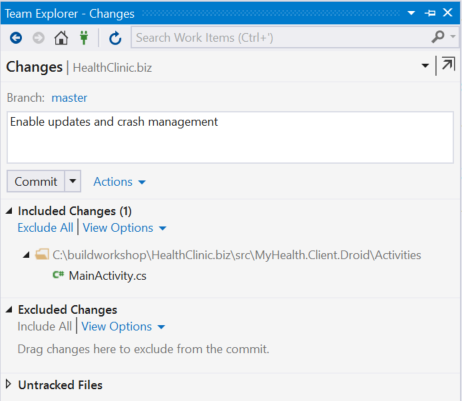 Team Explorer - Changes
Search Work Items (Ctrl+')
Changes | HealthClinic.biz
Branch: master
Enable updates and crash management
Commit Actions
Included Changes (1)
Exclude All | View Options
C:\buildworkshop\HealthClinic.biz\src\MyHealth.Client.Droid\Activities
C# MainActivity.cs
Excluded Changes
Include All | View Options
Drag changes here to exclude from the commit.
Untracked Files